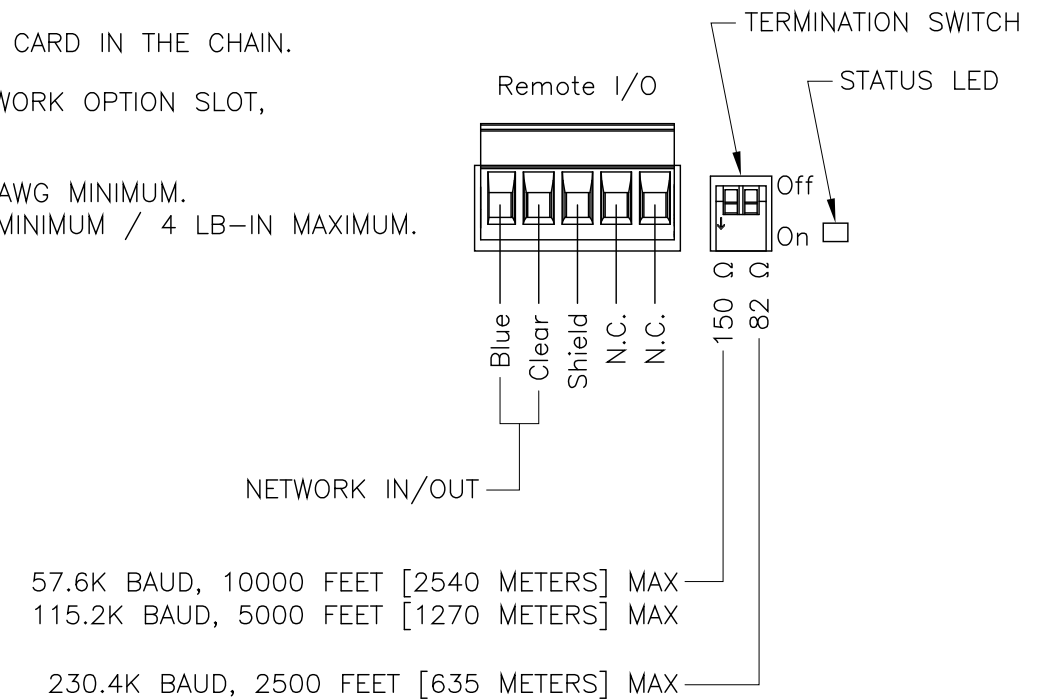 CARD IN THE CHAIN.
WORK OPTION SLOT,
AWG MINIMUM.
MINIMUM / 4 LB-IN MAXIMUM.
Remote I/O
TERMINATION SWITCH
STATUS LED
Off
On
150 Ω
82 Ω
Blue
Clear
Shield
N.C.
N.C.
NETWORK IN/OUT
57.6K BAUD, 10000 FEET [2540 METERS] MAX
115.2K BAUD, 5000 FEET [1270 METERS] MAX
230.4K BAUD, 2500 FEET [635 METERS] MAX